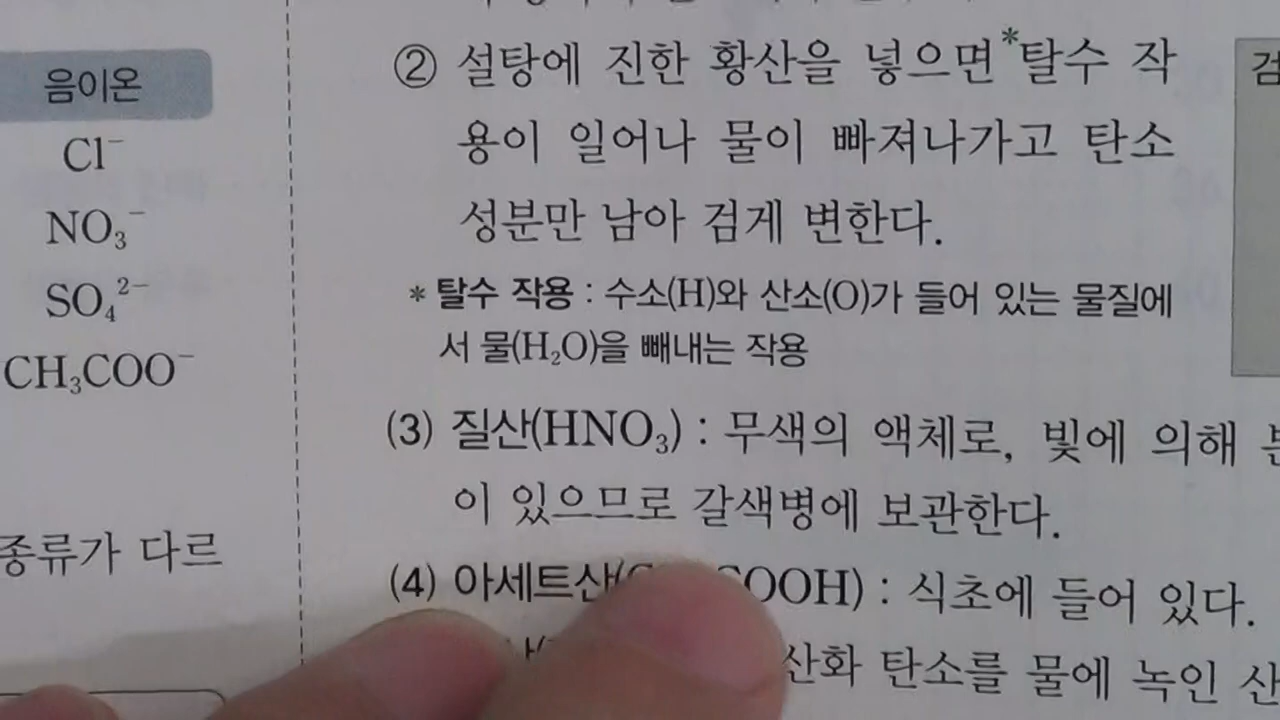 음이온
Cl⁻
NO₃⁻
SO₄²⁻
CH₃COO⁻
종류가 다르
② 설탕에 진한 황산을 넣으면 *탈수 작
용이 일어나 물이 빠져나가고 탄소
성분만 남아 검게 변한다.
* 탈수 작용 : 수소(H)와 산소(O)가 들어 있는 물질에
서 물(H₂O)을 빼내는 작용
(3) 질산(HNO₃) : 무색의 액체로, 빛에 의해
이 있으므로 갈색병에 보관한다.
(4) 아세트산( COOH) : 식초에 들어 있다.
산화 탄소를 물에 녹인 산
검